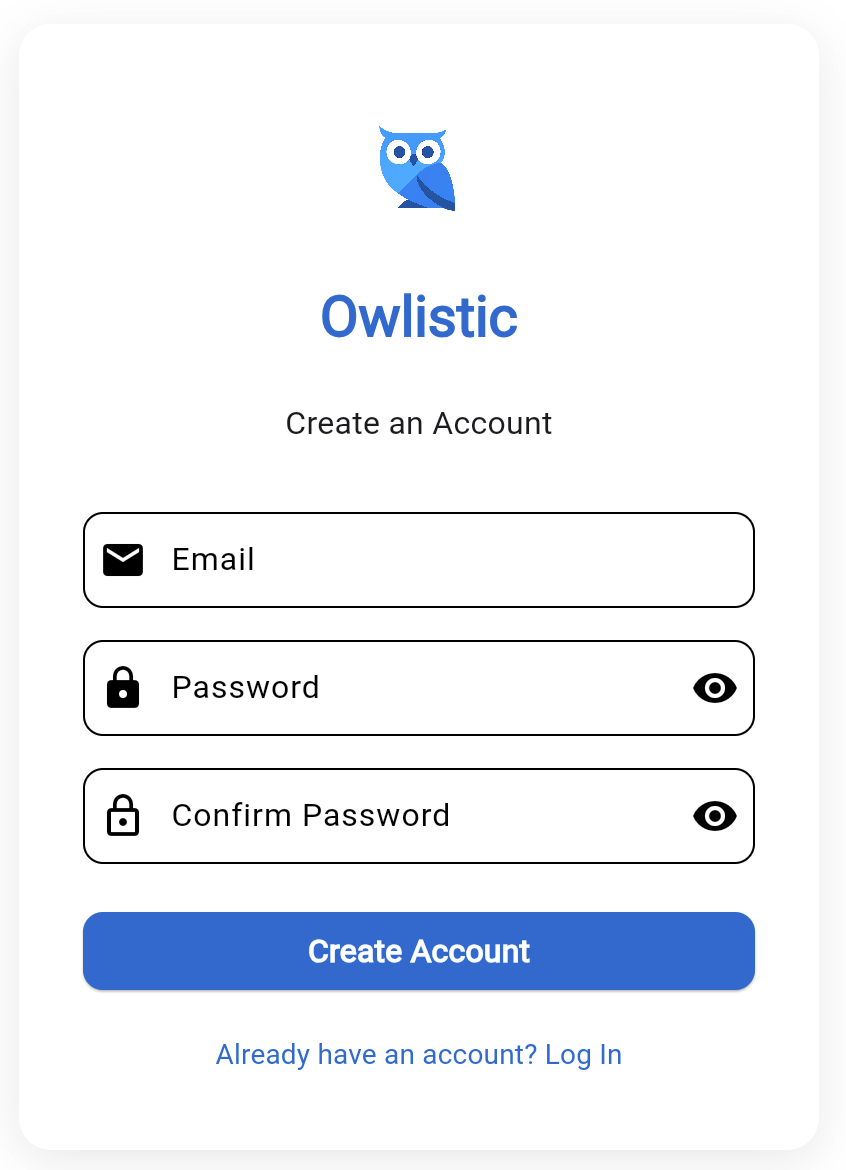 Owlistic
Create an Account
Email
Password
Confirm Password
Create Account
Already have an account? Log In